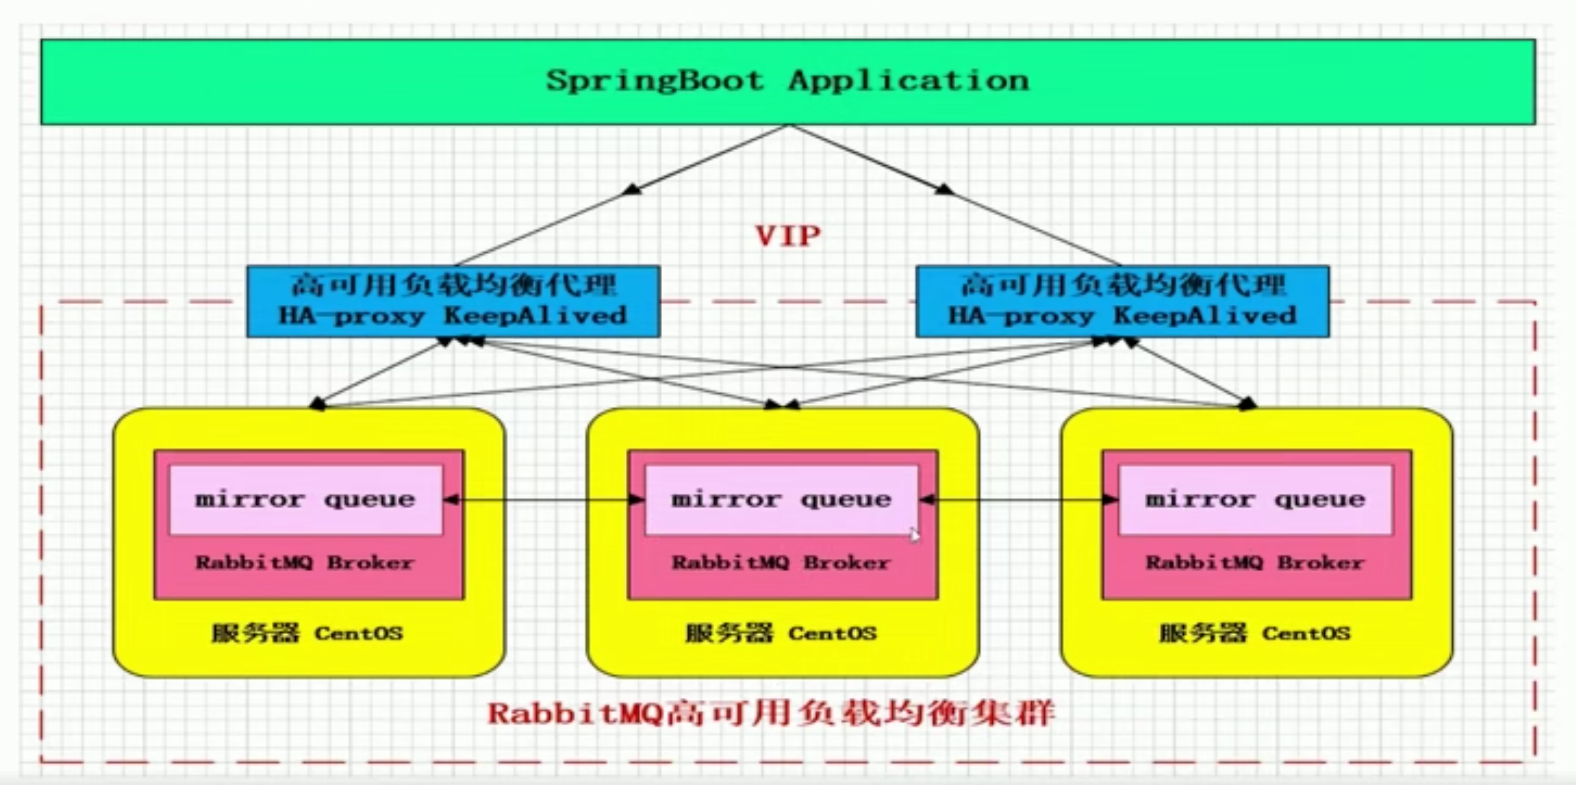 SpringBoot Application
VIP
高可用负载均衡代理
HA-proxy KeepAlived
高可用负载均衡代理
HA-proxy KeepAlived
mirror queue
RabbitMQ Broker
服务器 CentOS
mirror queue
RabbitMQ Broker
服务器 CentOS
mirror queue
RabbitMQ Broker
服务器 CentOS
RabbitMQ高可用负载均衡集群